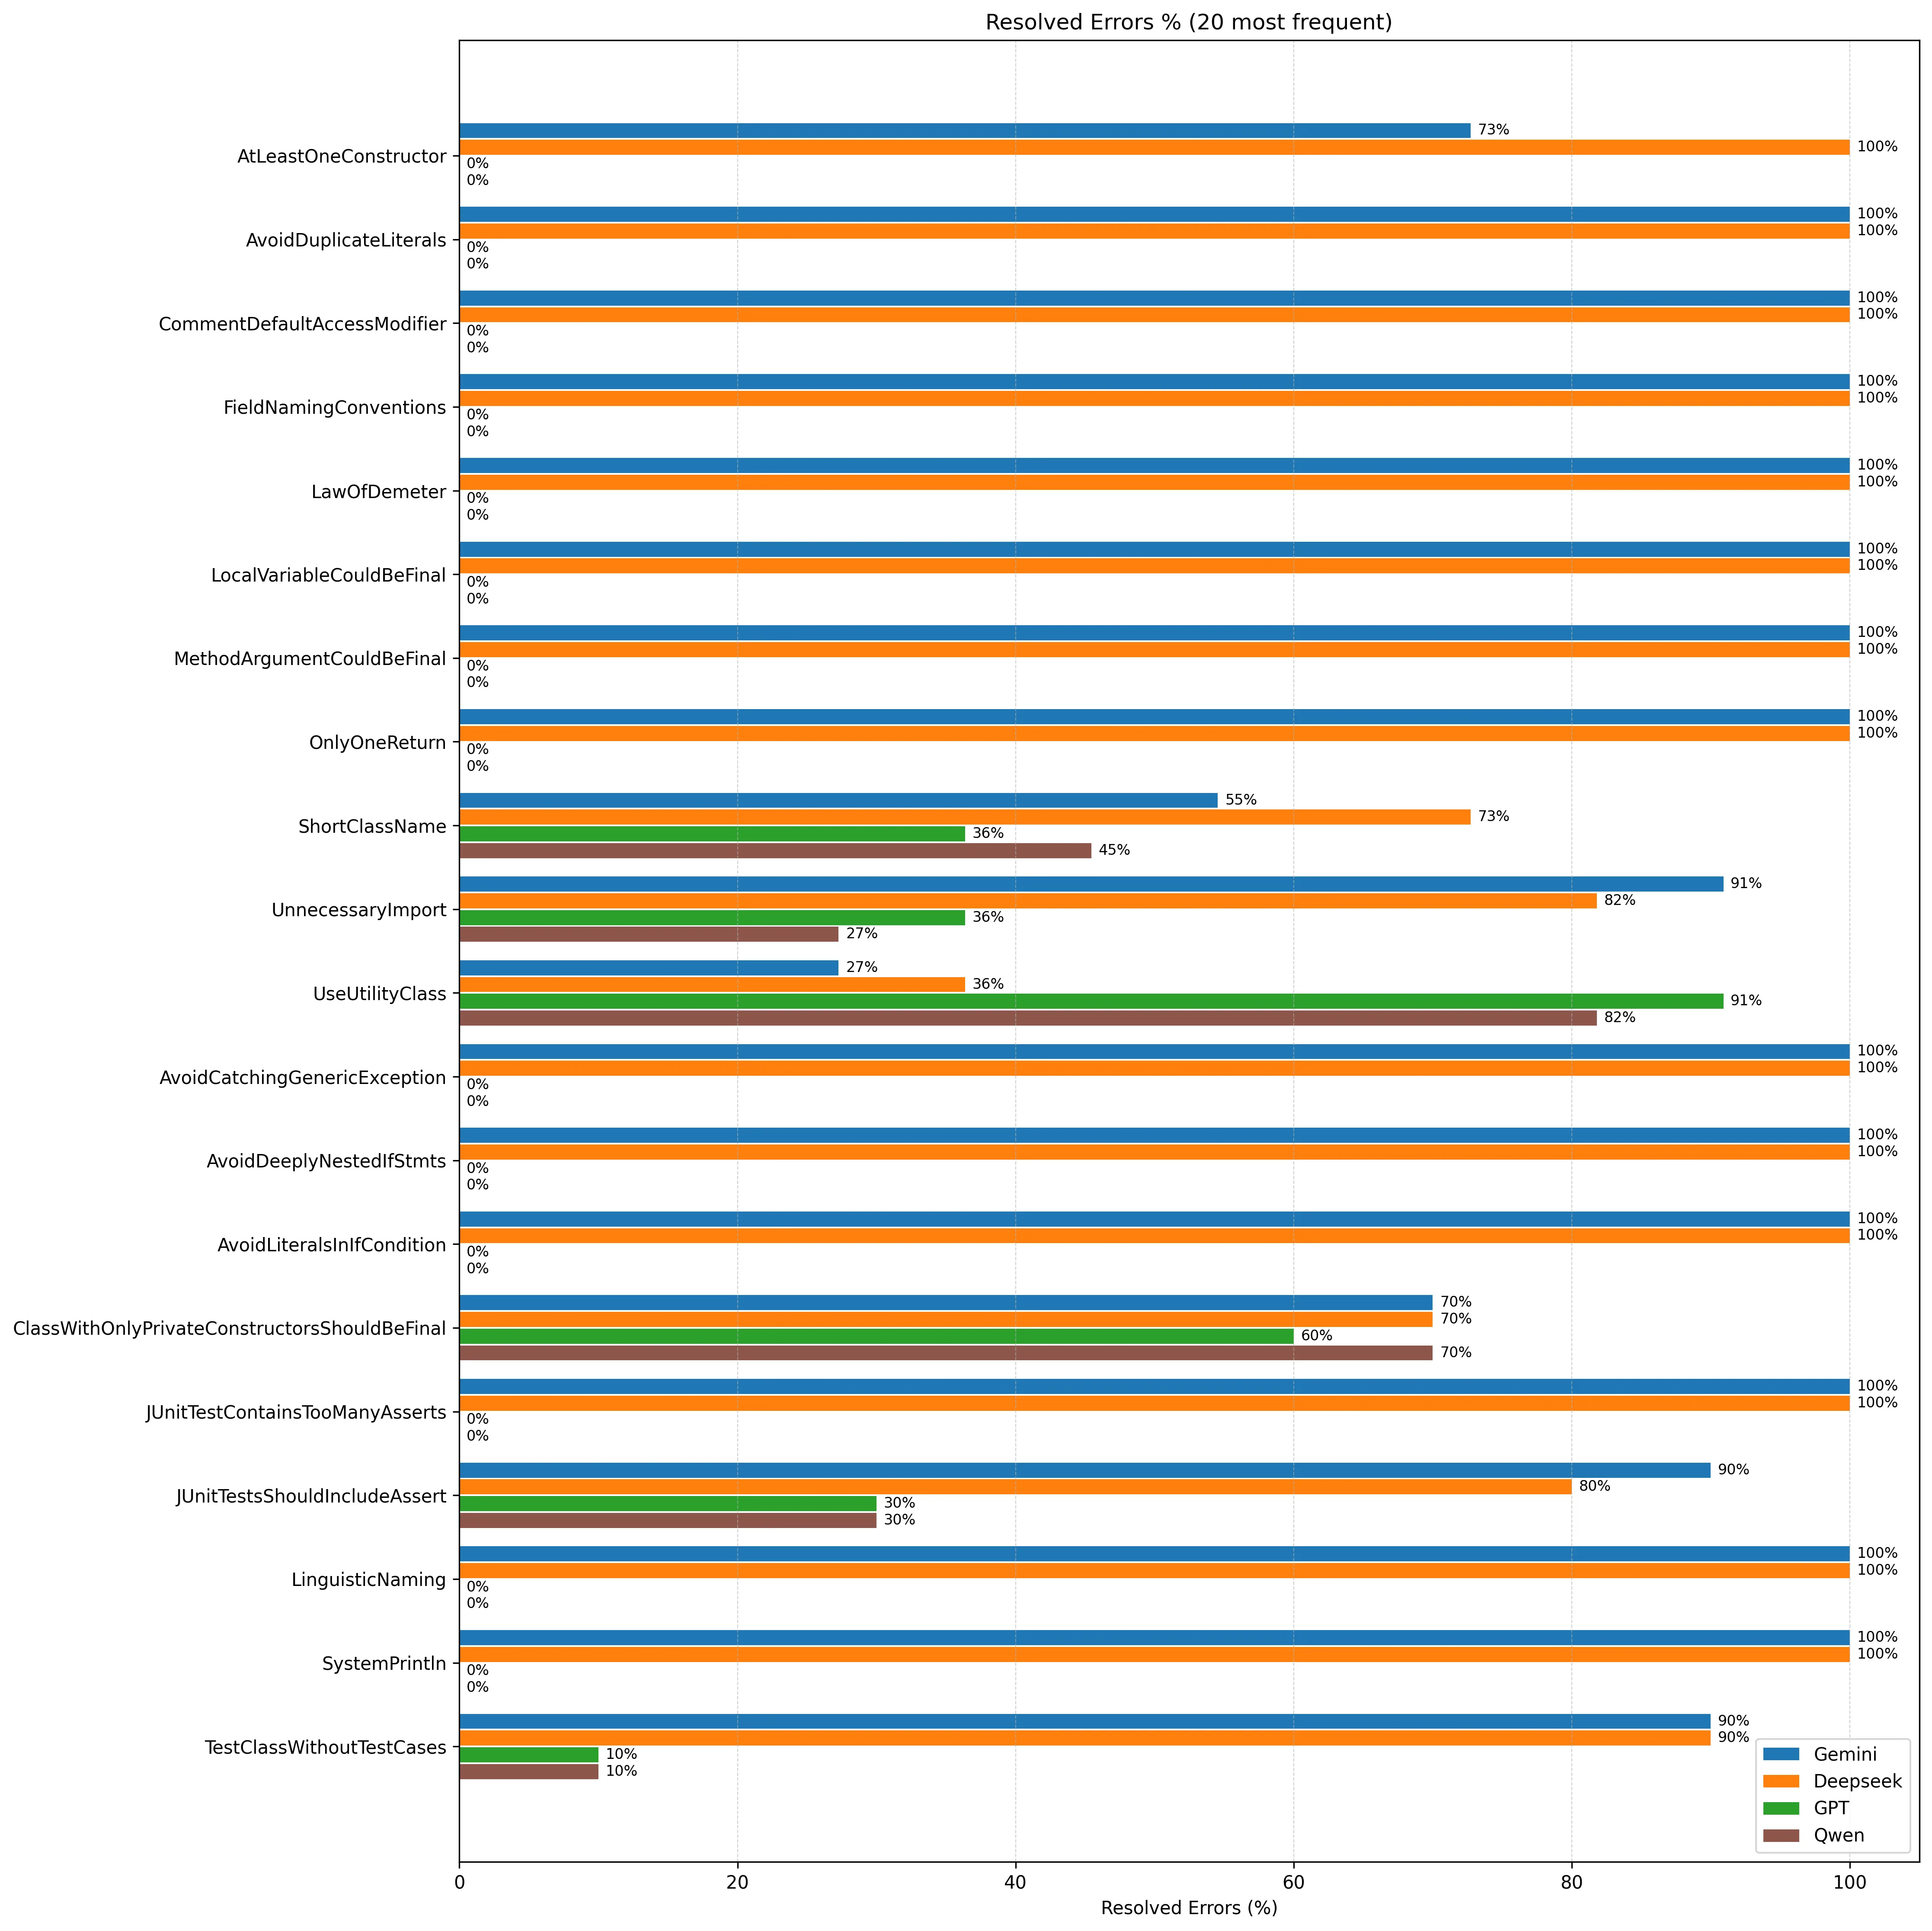 Resolved Errors % (20 most frequent)
AtLeastOneConstructor
73%
100%
0%
0%
AvoidDuplicateLiterals
100%
100%
0%
0%
CommentDefaultAccessModifier
100%
100%
0%
0%
FieldNamingConventions
100%
100%
0%
0%
LawOfDemeter
100%
100%
0%
0%
LocalVariableCouldBeFinal
100%
100%
0%
0%
MethodArgumentCouldBeFinal
100%
100%
0%
0%
OnlyOneReturn
100%
100%
0%
0%
ShortClassName
55%
73%
36%
45%
UnnecessaryImport
91%
82%
36%
27%
UseUtilityClass
27%
36%
91%
82%
AvoidCatchingGenericException
100%
100%
0%
0%
AvoidDeeplyNestedIfStmts
100%
100%
0%
0%
AvoidLiteralsInIfCondition
100%
100%
0%
0%
ClassWithOnlyPrivateConstructorsShouldBeFinal
70%
70%
60%
70%
JUnitTestContainsTooManyAsserts
100%
100%
0%
0%
JUnitTestsShouldIncludeAssert
90%
80%
30%
30%
LinguisticNaming
100%
100%
0%
0%
SystemPrintln
100%
100%
0%
0%
TestClassWithoutTestCases
90%
90%
10%
10%
Gemini
Deepseek
GPT
Qwen
0 20 40 60 80 100
Resolved Errors (%)